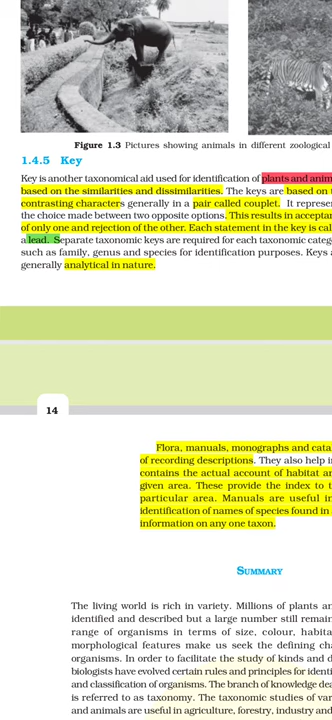 Figure 1.3 Pictures showing animals in different zoological
1.4.5 Key
Key is another taxonomical aid used for identification of plants and anim
based on the similarities and dissimilarities. The keys are based on t
contrasting characters generally in a pair called couplet. It represen
the choice made between two opposite options. This results in acceptan
of only one and rejection of the other. Each statement in the key is call
a lead. Separate taxonomic keys are required for each taxonomic catego
such as family, genus and species for identification purposes. Keys a
generally analytical in nature.
14
Flora, manuals, monographs and cata
of recording descriptions. They also help in
contains the actual account of habitat an
given area. These provide the index to t
particular area. Manuals are useful in
identification of names of species found in
information on any one taxon.
SUMMARY
The living world is rich in variety. Millions of plants an
identified and described but a large number still remain
range of organisms in terms of size, colour, habita
morphological features make us seek the defining cha
organisms. In order to facilitate the study of kinds and d
biologists have evolved certain rules and principles for identi
and classification of organisms. The branch of knowledge dea
is referred to as taxonomy. The taxonomic studies of var
and animals are useful in agriculture, forestry, industry and